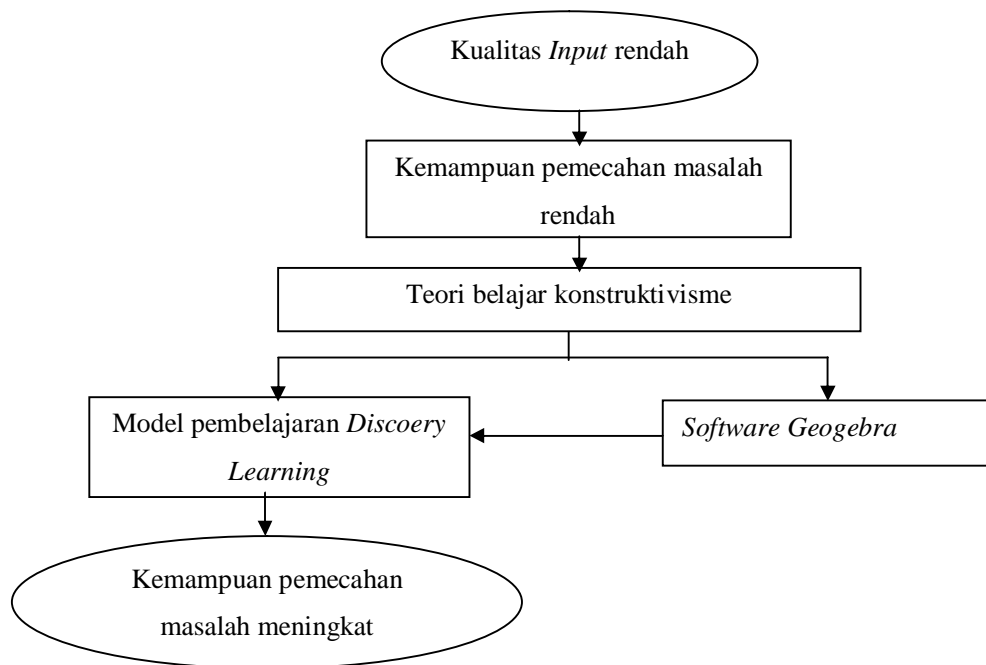 Kualitas Input rendah
Kemampuan pemecahan masalah
rendah
Teori belajar konstruktivisme
Model pembelajaran Discoery
Learning
Software Geogebra
Kemampuan pemecahan
masalah meningkat